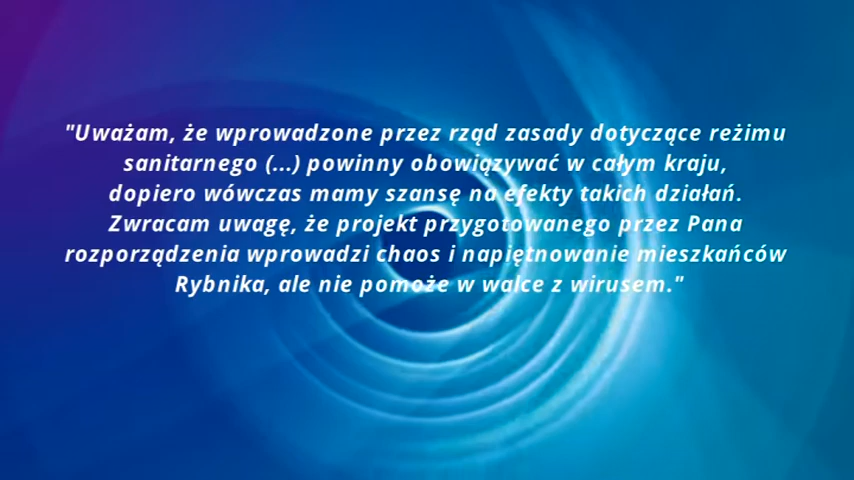 "Uważam, że wprowadzone przez rząd zasady dotyczące reżimu
sanitarnego (...) powinny obowiązywać w całym kraju,
dopiero wówczas mamy szansę na efekty takich działań.
Zwracam uwagę, że projekt przygotowanego przez Pana
rozporządzenia wprowadzi chaos i napiętnowanie mieszkańców
Rybnika, ale nie pomoże w walce z wirusem."